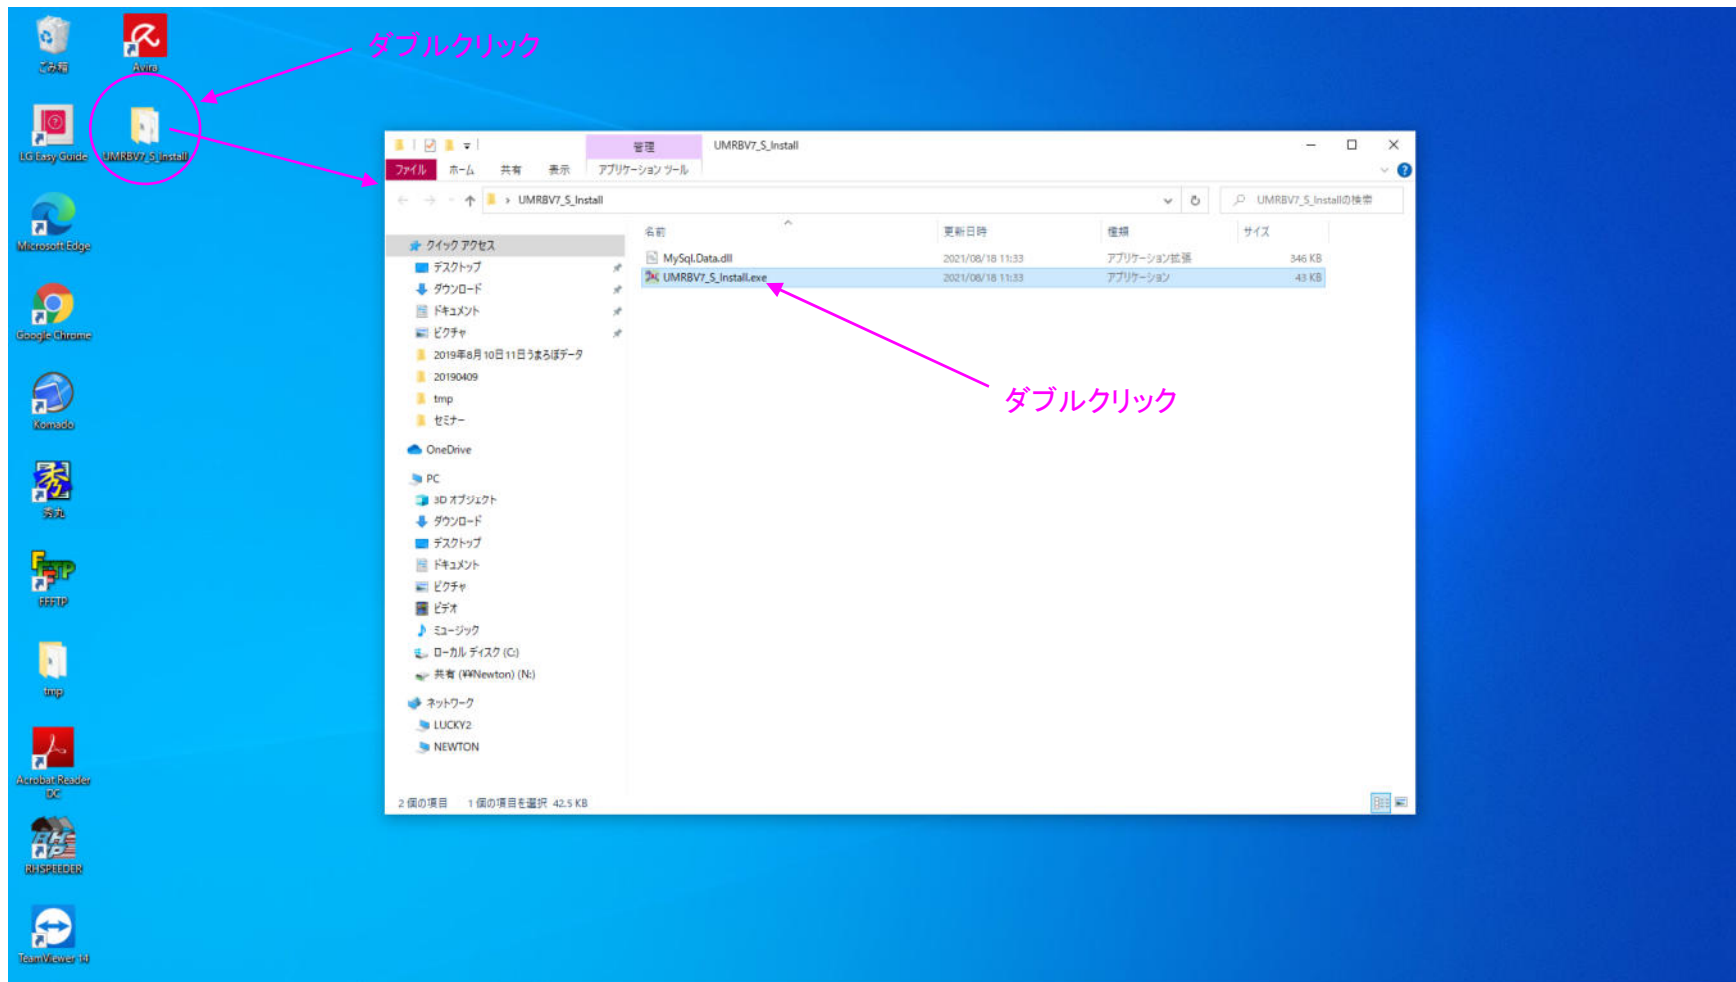 ダブルクリック
ごみ箱
Avira
LG Easy Guide
UMRBV7_S_Install
Microsoft Edge
Google Chrome
Komado
秀丸
FFFTP
tmp
Acrobat Reader
DC
RHSPEEDER
TeamViewer 14
管理
UMRBV7_S_Install
ファイル
ホーム
共有
表示
アプリケーション ツール
UMRBV7_S_Install
UMRBV7_S_Installの検索
名前
更新日時
種類
サイズ
MySql.Data.dll
2021/08/18 11:33
アプリケーション拡張
346 KB
UMRBV7_S_Install.exe
2021/08/18 11:33
アプリケーション
43 KB
ダブルクリック
クイック アクセス
デスクトップ
ダウンロード
ドキュメント
ピクチャ
2019年8月10日11日うまろぼデータ
20190409
tmp
セミナー
OneDrive
PC
3D オブジェクト
ダウンロード
デスクトップ
ドキュメント
ピクチャ
ビデオ
ミュージック
ローカル ディスク (C:)
共有 (¥¥Newton) (N:)
ネットワーク
LUCKY2
NEWTON
2 個の項目
1 個の項目を選択 42.5 KB